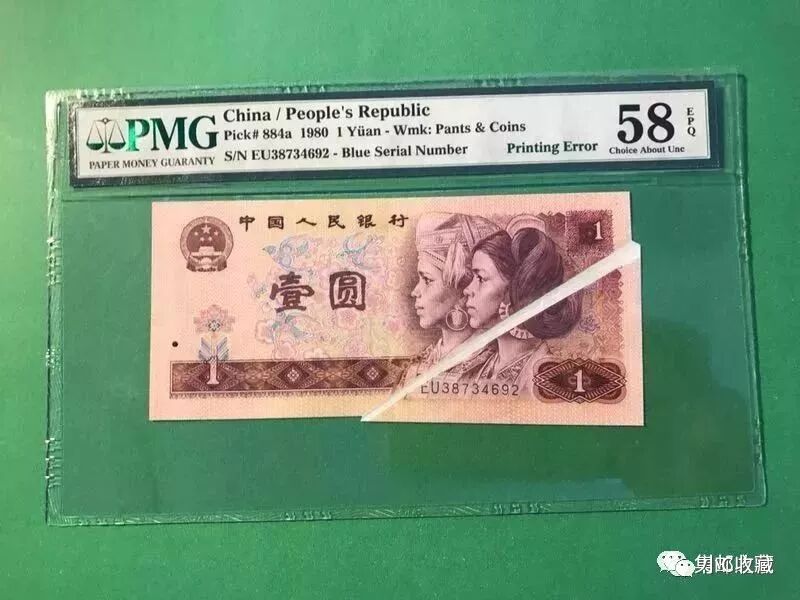 PMG
PAPER MONEY GUARANTY
China / People's Republic
Pick# 884a 1980 1 Yüan - Wmk: Pants & Coins
S/N EU38734692 - Blue Serial Number
Printing Error
58
EPQ
Choice About Unc
中国人民银行
壹圆
1
1
1
EU38734692
集邮收藏